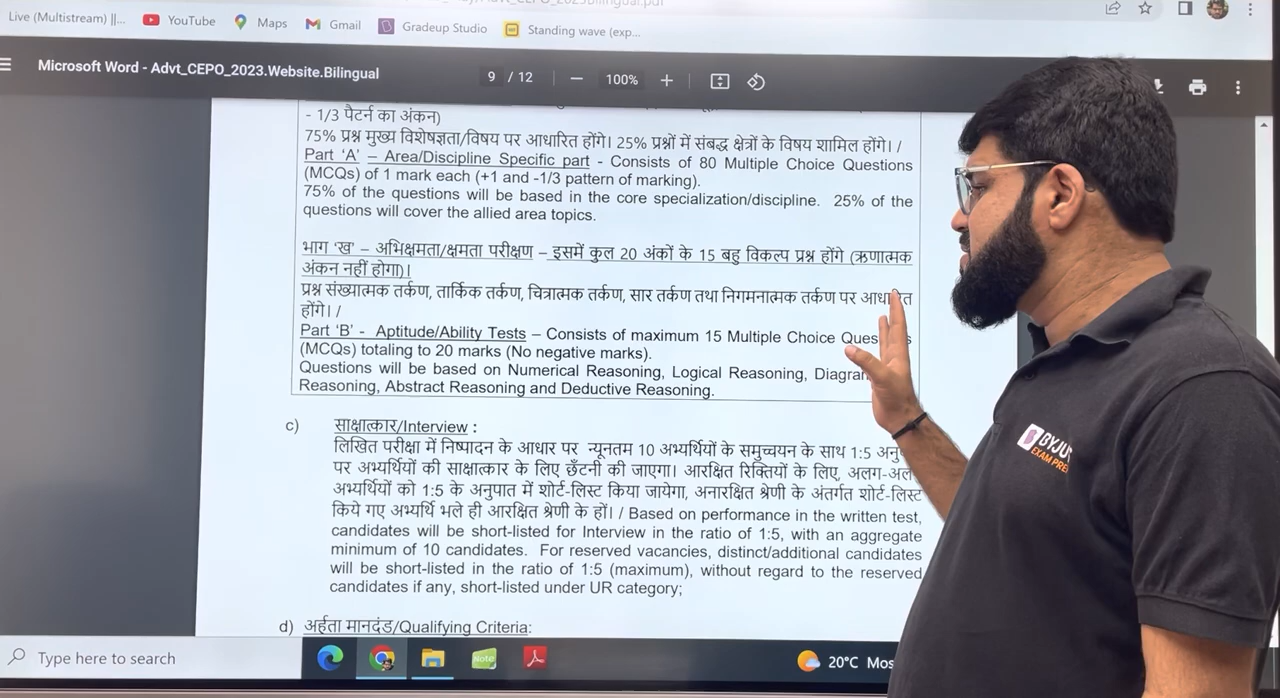 Live (Multistream) ||...
YouTube
Maps
Gmail
Gradeup Studio
Standing wave (exp...
Microsoft Word - Advt_CEPO_2023.Website.Bilingual
9 / 12
100%
- 1/3 पैटर्न का अंकन)
75% प्रश्न मुख्य विशेषज्ञता/विषय पर आधारित होंगे। 25% प्रश्नों में संबद्ध क्षेत्रों के विषय शामिल होंगे। /
Part ‘A’ – Area/Discipline Specific part - Consists of 80 Multiple Choice Questions
(MCQs) of 1 mark each (+1 and -1/3 pattern of marking).
75% of the questions will be based in the core specialization/discipline. 25% of the
questions will cover the allied area topics.
भाग ‘ख’ – अभिक्षमता/क्षमता परीक्षण – इसमें कुल 20 अंकों के 15 बहु विकल्प प्रश्न होंगे (ऋणात्मक
अंकन नहीं होगा)।
प्रश्न संख्यात्मक तर्कण, तार्किक तर्कण, चित्रात्मक तर्कण, सार तर्कण तथा निगमनात्मक तर्कण पर
होंगे। /
Part ‘B’ - Aptitude/Ability Tests – Consists of maximum 15 Multiple Choice
(MCQs) totaling to 20 marks (No negative marks).
Questions will be based on Numerical Reasoning, Logical Reasoning,
Reasoning, Abstract Reasoning and Deductive Reasoning.
c) साक्षात्कार/Interview :
लिखित परीक्षा में निष्पादन के आधार पर न्यूनतम 10 अभ्यर्थियों के समुच्चयन के साथ 1:5
पर अभ्यर्थियों की साक्षात्कार के लिए छँटनी की जाएगा। आरक्षित रिक्तियों के लिए,
अभ्यर्थियों को 1:5 के अनुपात में शोर्ट-लिस्ट किया जायेगा, अनारक्षित श्रेणी के अंतर्गत शोर्ट-लिस्ट
किये गए अभ्यर्थि भले ही आरक्षित श्रेणी के हों। / Based on performance in the written test,
candidates will be short-listed for Interview in the ratio of 1:5, with an aggregate
minimum of 10 candidates. For reserved vacancies, distinct/additional candidates
will be short-listed in the ratio of 1:5 (maximum), without regard to the reserved
candidates if any, short-listed under UR category;
d) अर्हता मानदंड/Qualifying Criteria:
Type here to search
Note
20°C
EXAM